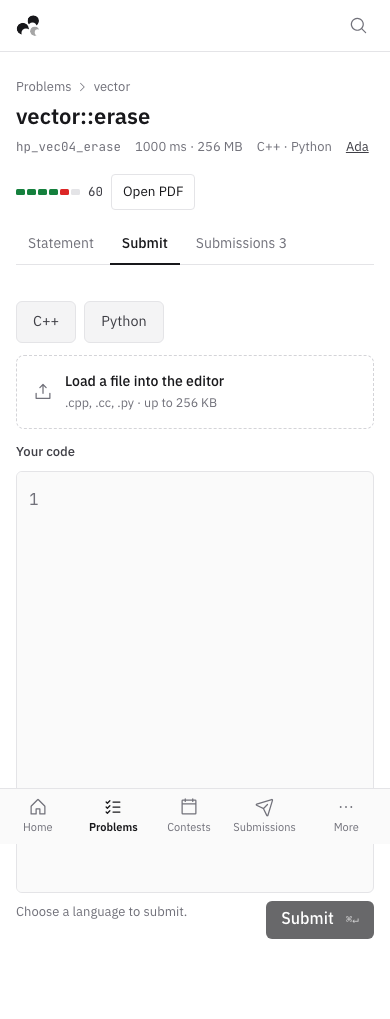 Problems > vector
vector::erase
hp_vec04_erase 1000 ms · 256 MB C++ · Python Ada
60 Open PDF
Statement Submit Submissions 3
C++ Python
Load a file into the editor
.cpp, .cc, .py · up to 256 KB
Your code
1
Home Problems Contests Submissions More
Choose a language to submit.
Submit ⌘↵